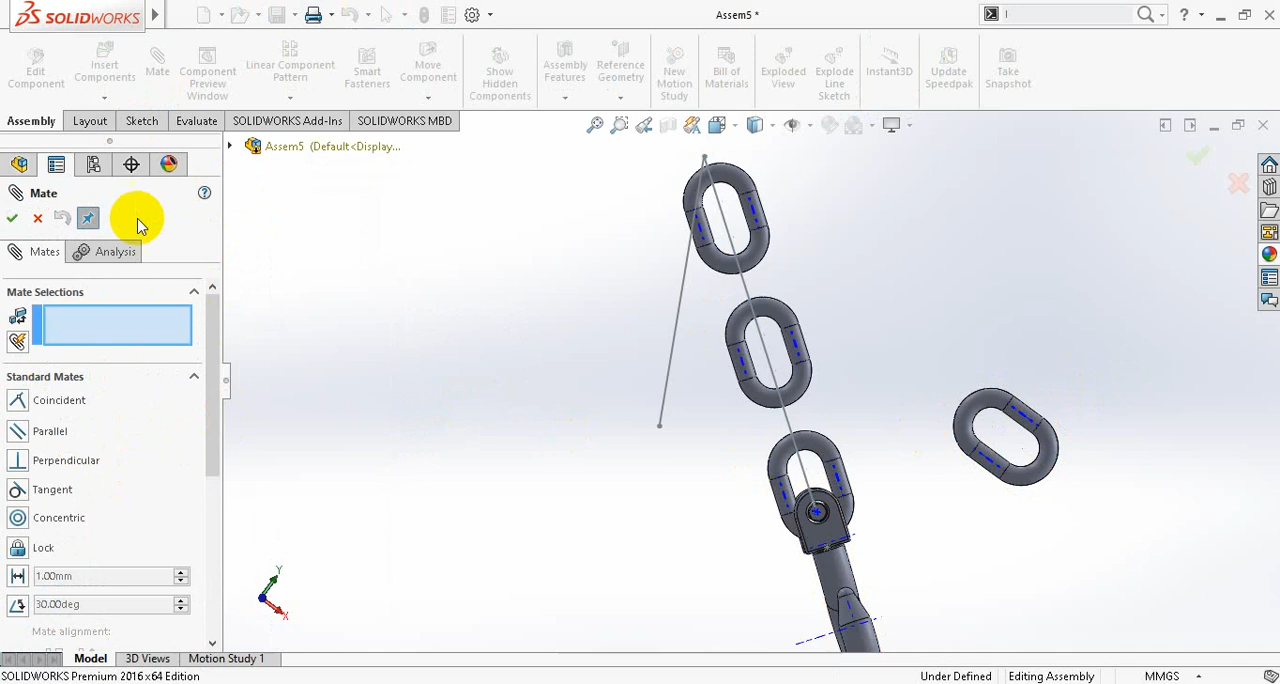 SOLIDWORKS
Assem5 *
Edit Component
Insert Components
Mate
Component Preview Window
Linear Component Pattern
Smart Fasteners
Move Component
Show Hidden Components
Assembly Features
Reference Geometry
New Motion Study
Bill of Materials
Exploded View
Explode Line Sketch
Instant3D
Update Speedpak
Take Snapshot
Assembly
Layout
Sketch
Evaluate
SOLIDWORKS Add-Ins
SOLIDWORKS MBD
Assem5 (Default<Display...
Mate
Mates
Analysis
Mate Selections
Standard Mates
Coincident
Parallel
Perpendicular
Tangent
Concentric
Lock
1.00mm
30.00deg
Mate alignment:
Y
X
Model
3D Views
Motion Study 1
SOLIDWORKS Premium 2016 x64 Edition
Under Defined
Editing Assembly
MMGS